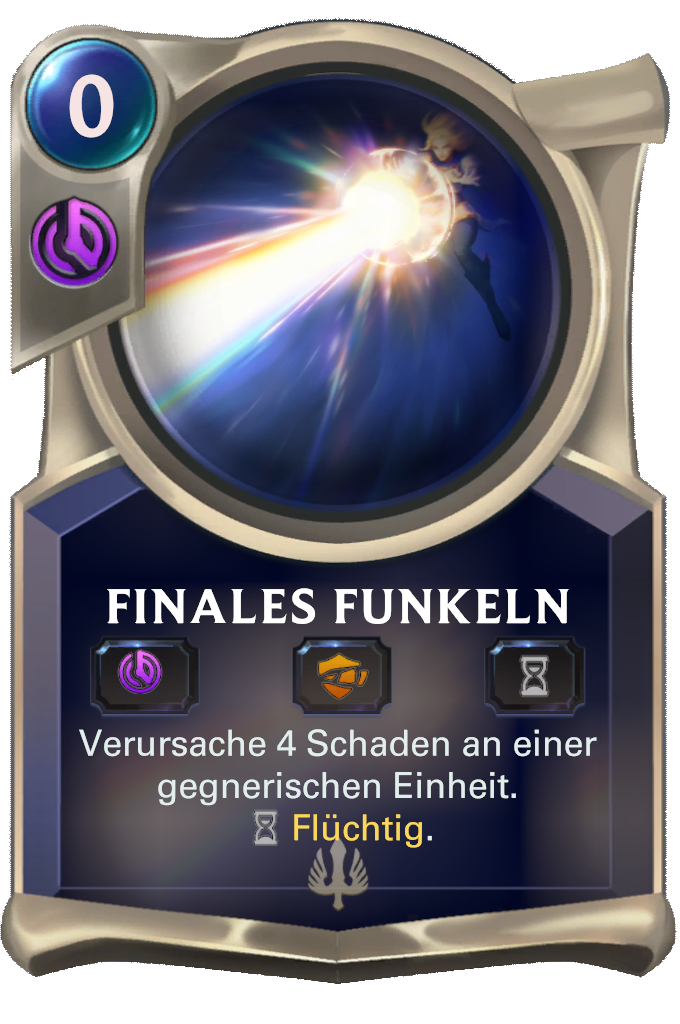 0
FINALES FUNKELN
Verursache 4 Schaden an einer
gegnerischen Einheit.
Flüchtig.